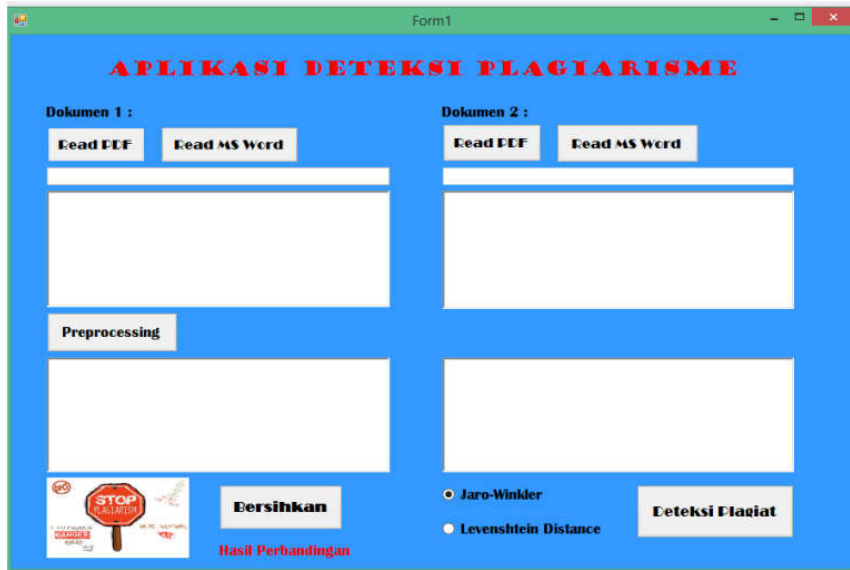 Form1
APLIKASI DETEKSI PLAGIARISME
Dokumen 1 :
Read PDF Read MS Word
Dokumen 2 :
Read PDF Read MS Word
Preprocessing
STOP
PLAGIARISM
DANGER
Bersihkan
Hasil Perbandingan
Jaro-Winkler
Levenshtein Distance
Deteksi Plagiat